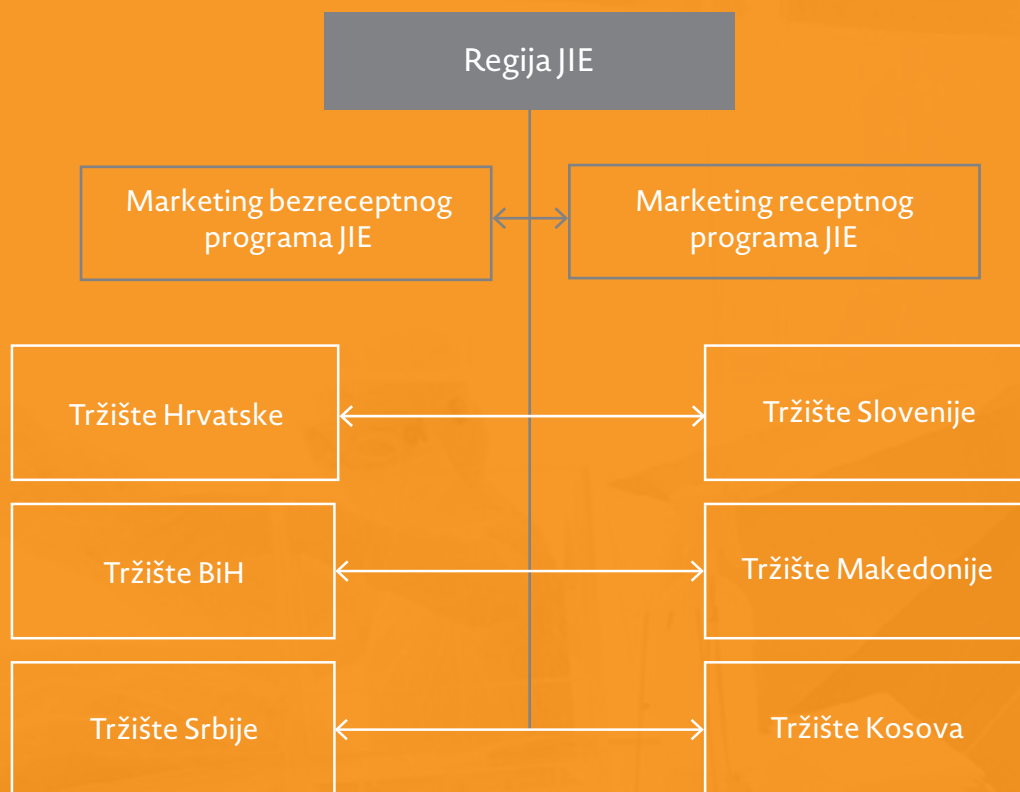 Regija JIE
Marketing bezreceptnog
programa JIE
Marketing receptnog
programa JIE
Tržište Hrvatske
Tržište Slovenije
Tržište BiH
Tržište Makedonije
Tržište Srbije
Tržište Kosova